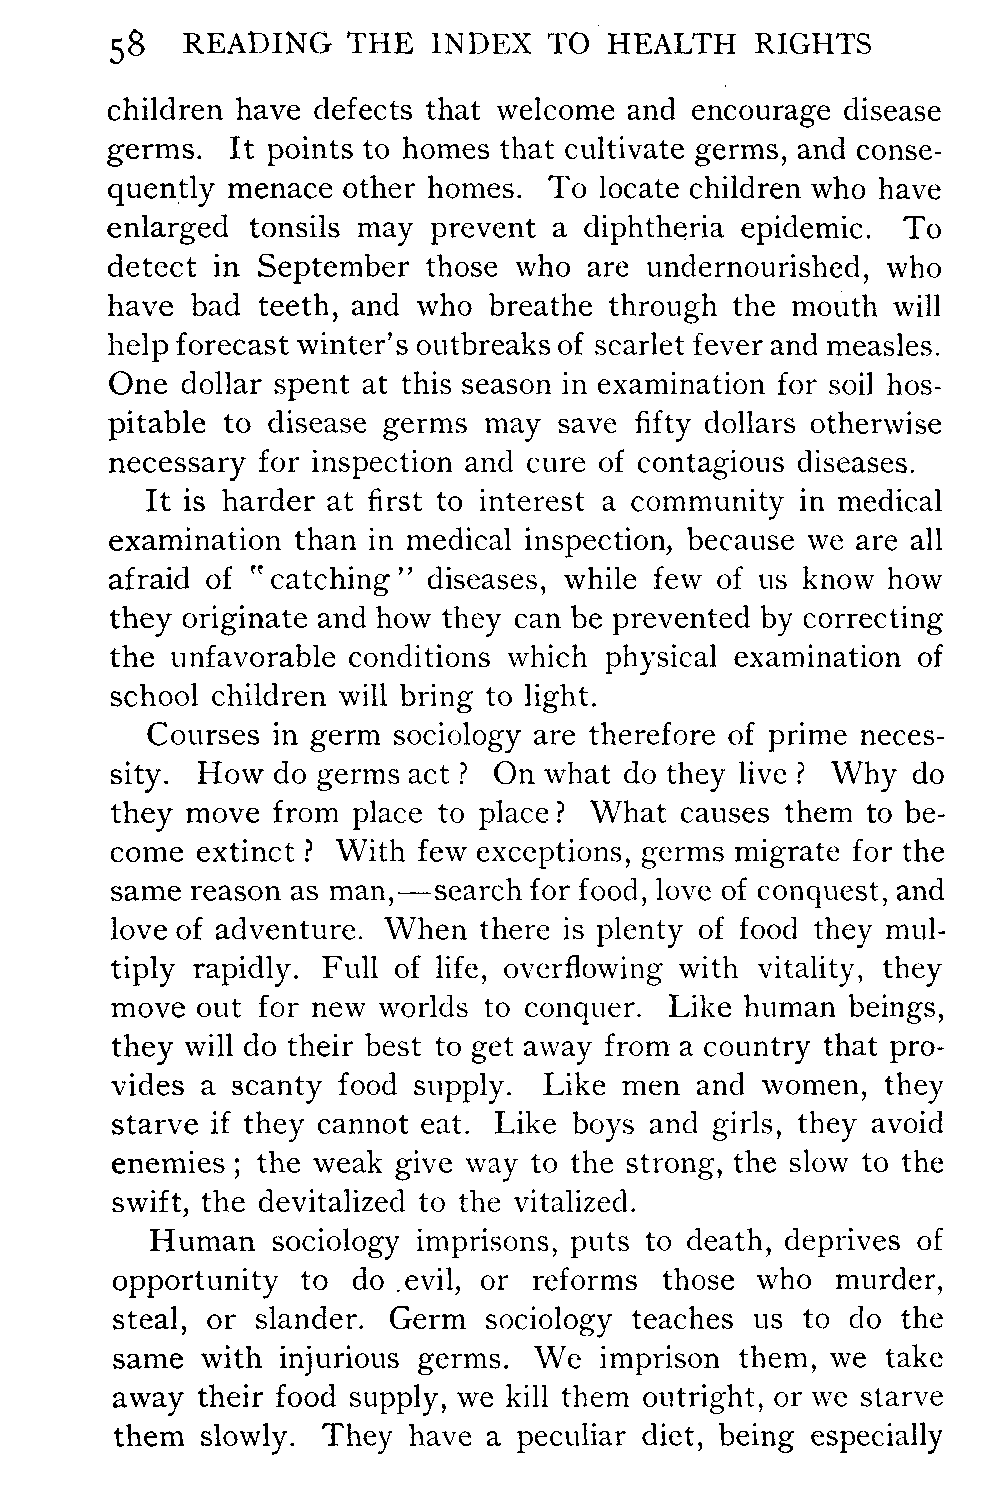 58 READING THE INDEX TO HEALTH RIGHTS
children have defects that welcome and encourage disease
germs. It points to homes that cultivate germs, and conse-
quently menace other homes. To locate children who have
enlarged tonsils may prevent a diphtheria epidemic. To
detect in September those who are undernourished, who
have bad teeth, and who breathe through the mouth will
help forecast winter's outbreaks of scarlet fever and measles.
One dollar spent at this season in examination for soil hos-
pitable to disease germs may save fifty dollars otherwise
necessary for inspection and cure of contagious diseases.
It is harder at first to interest a community in medical
examination than in medical inspection, because we are all
afraid of "catching" diseases, while few of us know how
they originate and how they can be prevented by correcting
the unfavorable conditions which physical examination of
school children will bring to light.
Courses in germ sociology are therefore of prime neces-
sity. How do germs act? On what do they live? Why do
they move from place to place? What causes them to be-
come extinct? With few exceptions, germs migrate for the
same reason as man,—search for food, love of conquest, and
love of adventure. When there is plenty of food they mul-
tiply rapidly. Full of life, overflowing with vitality, they
move out for new worlds to conquer. Like human beings,
they will do their best to get away from a country that pro-
vides a scanty food supply. Like men and women, they
starve if they cannot eat. Like boys and girls, they avoid
enemies; the weak give way to the strong, the slow to the
swift, the devitalized to the vitalized.
Human sociology imprisons, puts to death, deprives of
opportunity to do evil, or reforms those who murder,
steal, or slander. Germ sociology teaches us to do the
same with injurious germs. We imprison them, we take
away their food supply, we kill them outright, or we starve
them slowly. They have a peculiar diet, being especially